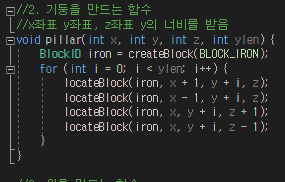 //2. 기둥을 만드는 함수
//x좌표 y좌표, z좌표 y의 너비를 받음
void pillar(int x, int y, int z, int ylen) {
BlockID iron = createBlock(BLOCK_IRON);
for (int i = 0; i < ylen; i++) {
locateBlock(iron, x + 1, y + i, z);
locateBlock(iron, x - 1, y + i, z);
locateBlock(iron, x, y + i, z + 1);
locateBlock(iron, x, y + i, z - 1);
}
}